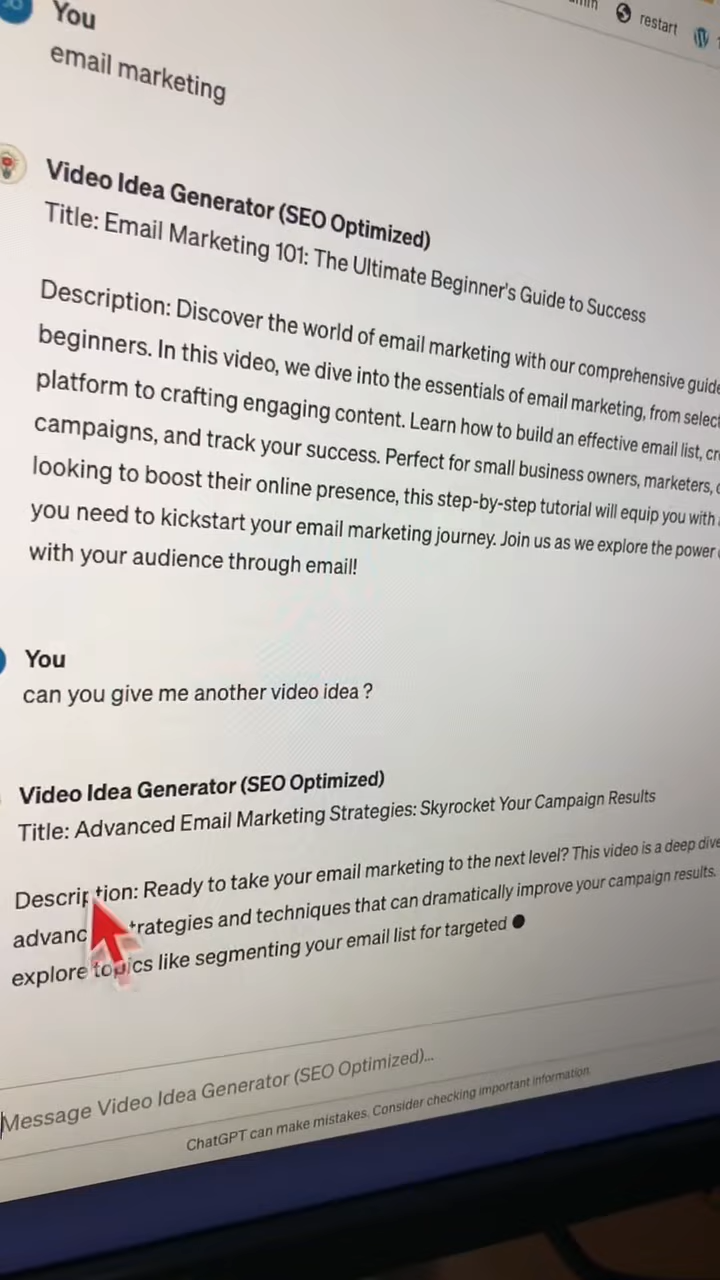 You
restart
email marketing
Video Idea Generator (SEO Optimized)
Title: Email Marketing 101: The Ultimate Beginner's Guide to Success
Description: Discover the world of email marketing with our comprehensive guide
beginners. In this video, we dive into the essentials of email marketing, from
platform to crafting engaging content. Learn how to build an effective email list,
campaigns, and track your success. Perfect for small business owners, marketers,
looking to boost their online presence, this step-by-step tutorial will equip you with
you need to kickstart your email marketing journey. Join us as we explore the power
with your audience through email!
You
can you give me another video idea ?
Video Idea Generator (SEO Optimized)
Title: Advanced Email Marketing Strategies: Skyrocket Your Campaign Results
Description: Ready to take your email marketing to the next level? This video is a deep dive
strategies and techniques that can dramatically improve your campaign results.
explore topics like segmenting your email list for targeted
Message Video Idea Generator (SEO Optimized)...
ChatGPT can make mistakes. Consider checking important information.